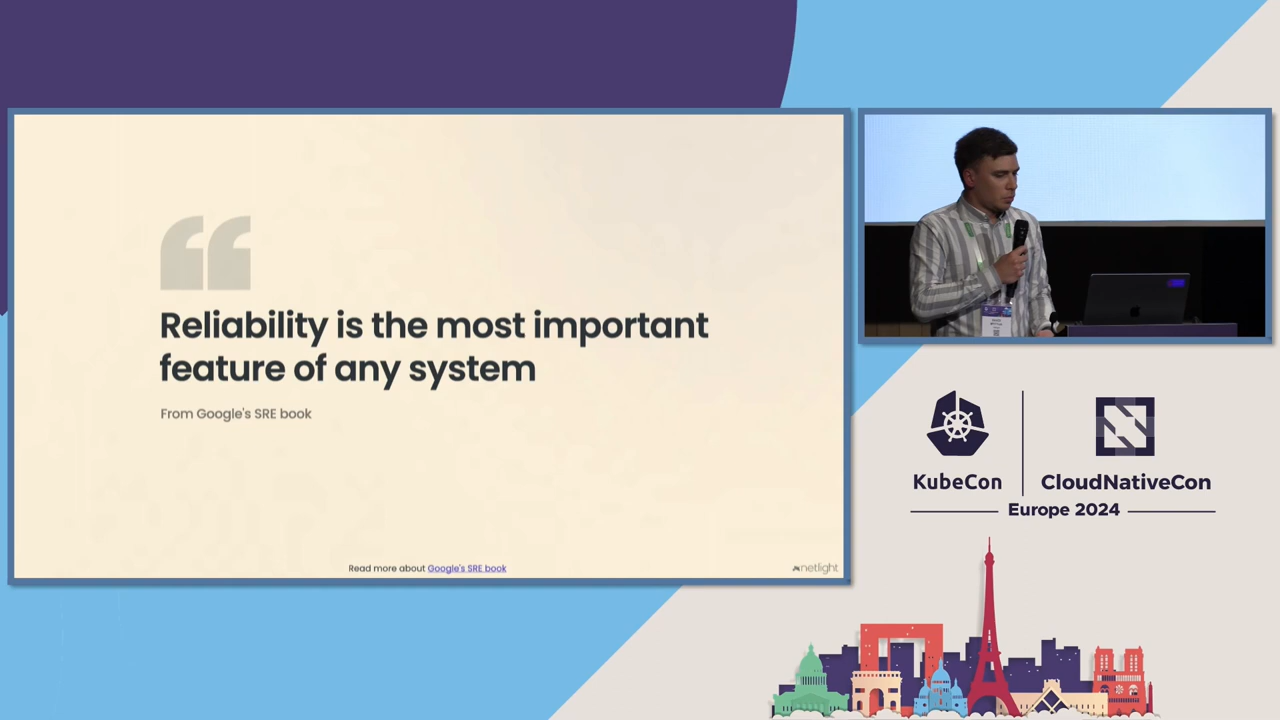 Reliability is the most important
feature of any system
From Google's SRE book
Read more about Google's SRE book
netlight
KubeCon
CloudNativeCon
Europe 2024